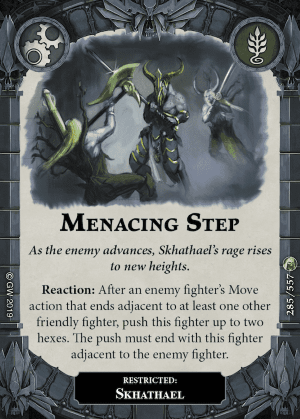 MENACING STEP
As the enemy advances, Skhathael's rage rises
to new heights.
Reaction: After an enemy fighter's Move
action that ends adjacent to at least one other
friendly fighter, push this fighter up to two
hexes. The push must end with this fighter
adjacent to the enemy fighter.
RESTRICTED:
SKHATHAEL
© GW 2019
285/557